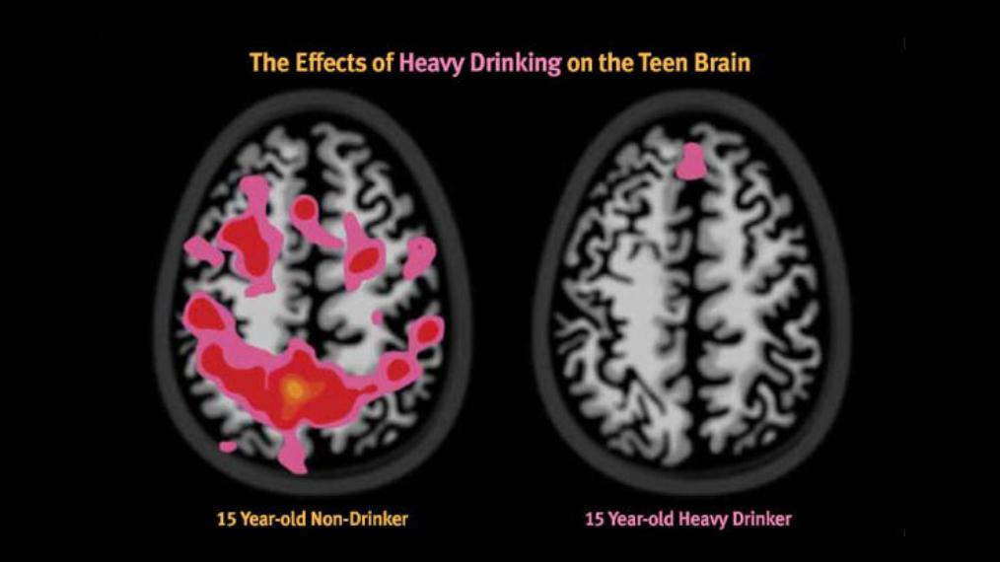 The Effects of Heavy Drinking on the Teen Brain
15 Year-old Non-Drinker
15 Year-old Heavy Drinker